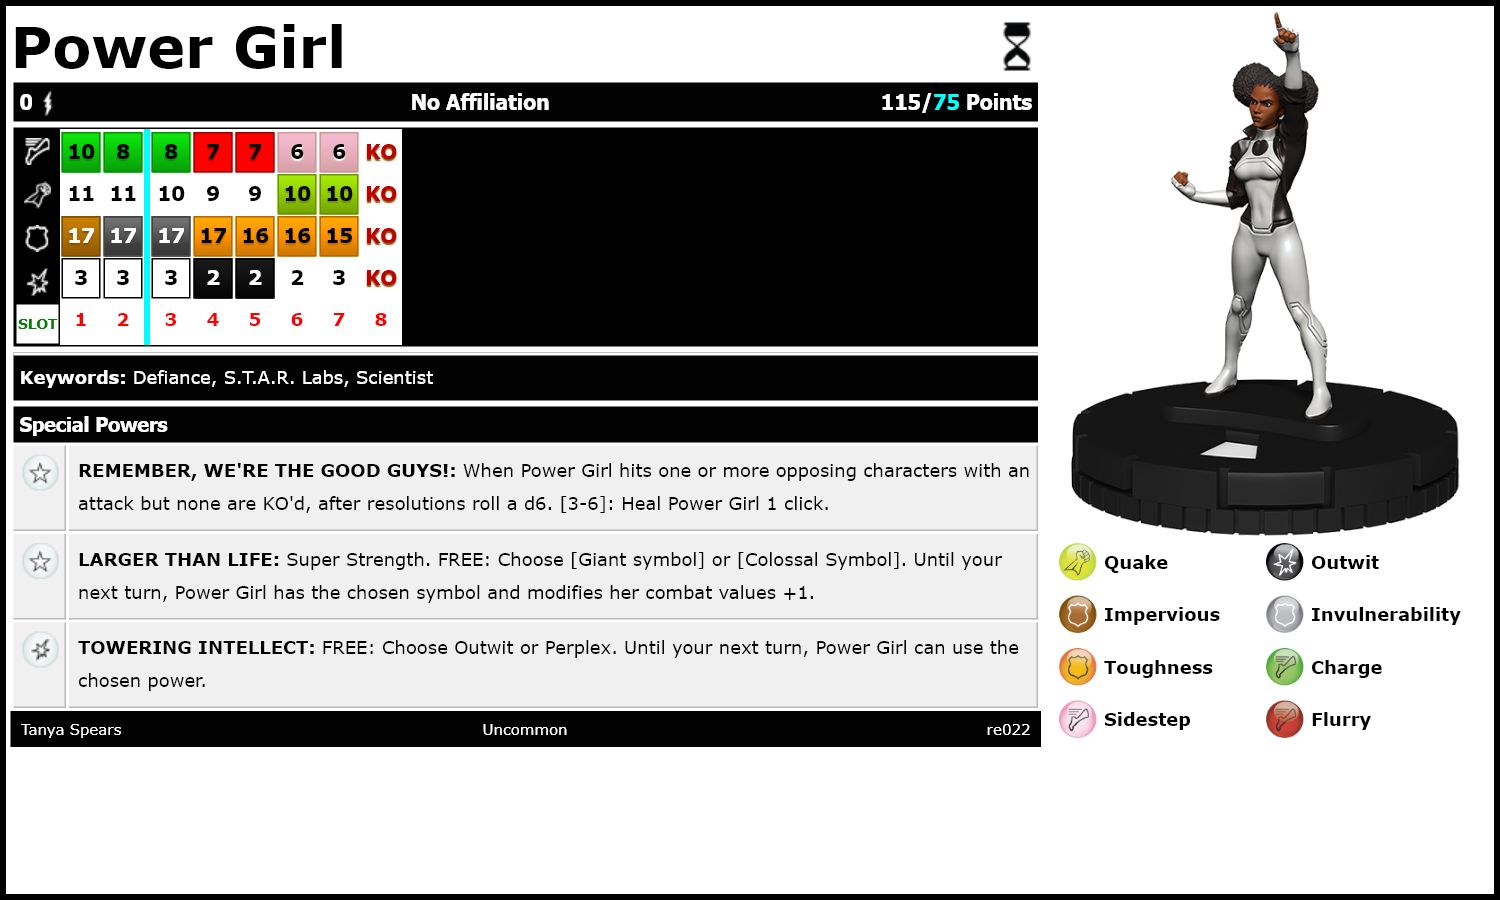 Power Girl
0 No Affiliation 115/75 Points
10 8 8 7 7 6 6 KO
11 11 10 9 9 10 10 KO
17 17 17 17 16 16 15 KO
3 3 3 2 2 2 3 KO
SLOT 1 2 3 4 5 6 7 8
Keywords: Defiance, S.T.A.R. Labs, Scientist
Special Powers
REMEMBER, WE'RE THE GOOD GUYS!: When Power Girl hits one or more opposing characters with an
attack but none are KO'd, after resolutions roll a d6. [3-6]: Heal Power Girl 1 click.
LARGER THAN LIFE: Super Strength. FREE: Choose [Giant symbol] or [Colossal Symbol]. Until your
next turn, Power Girl has the chosen symbol and modifies her combat values +1.
TOWERING INTELLECT: FREE: Choose Outwit or Perplex. Until your next turn, Power Girl can use the
chosen power.
Tanya Spears Uncommon re022
Quake Outwit
Impervious Invulnerability
Toughness Charge
Sidestep Flurry